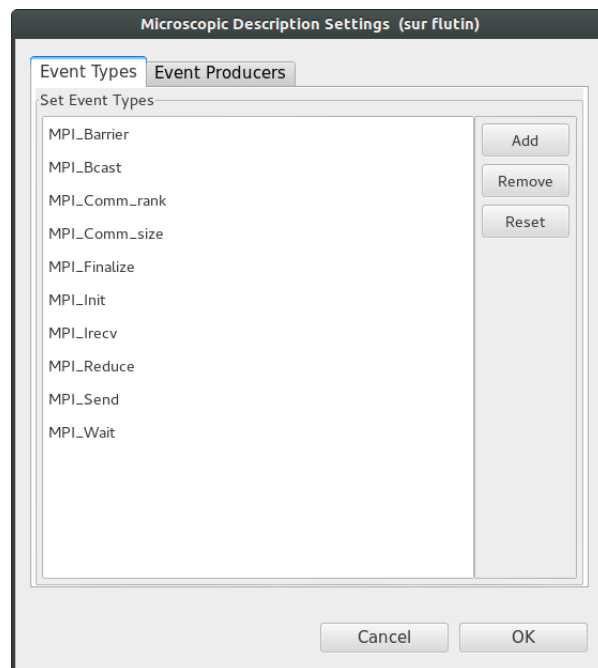 Microscopic Description Settings (sur flutin)
Event Types
Event Producers
Set Event Types
MPI_Barrier
MPI_Bcast
MPI_Comm_rank
MPI_Comm_size
MPI_Finalize
MPI_Init
MPI_Irecv
MPI_Reduce
MPI_Send
MPI_Wait
Add
Remove
Reset
Cancel
OK